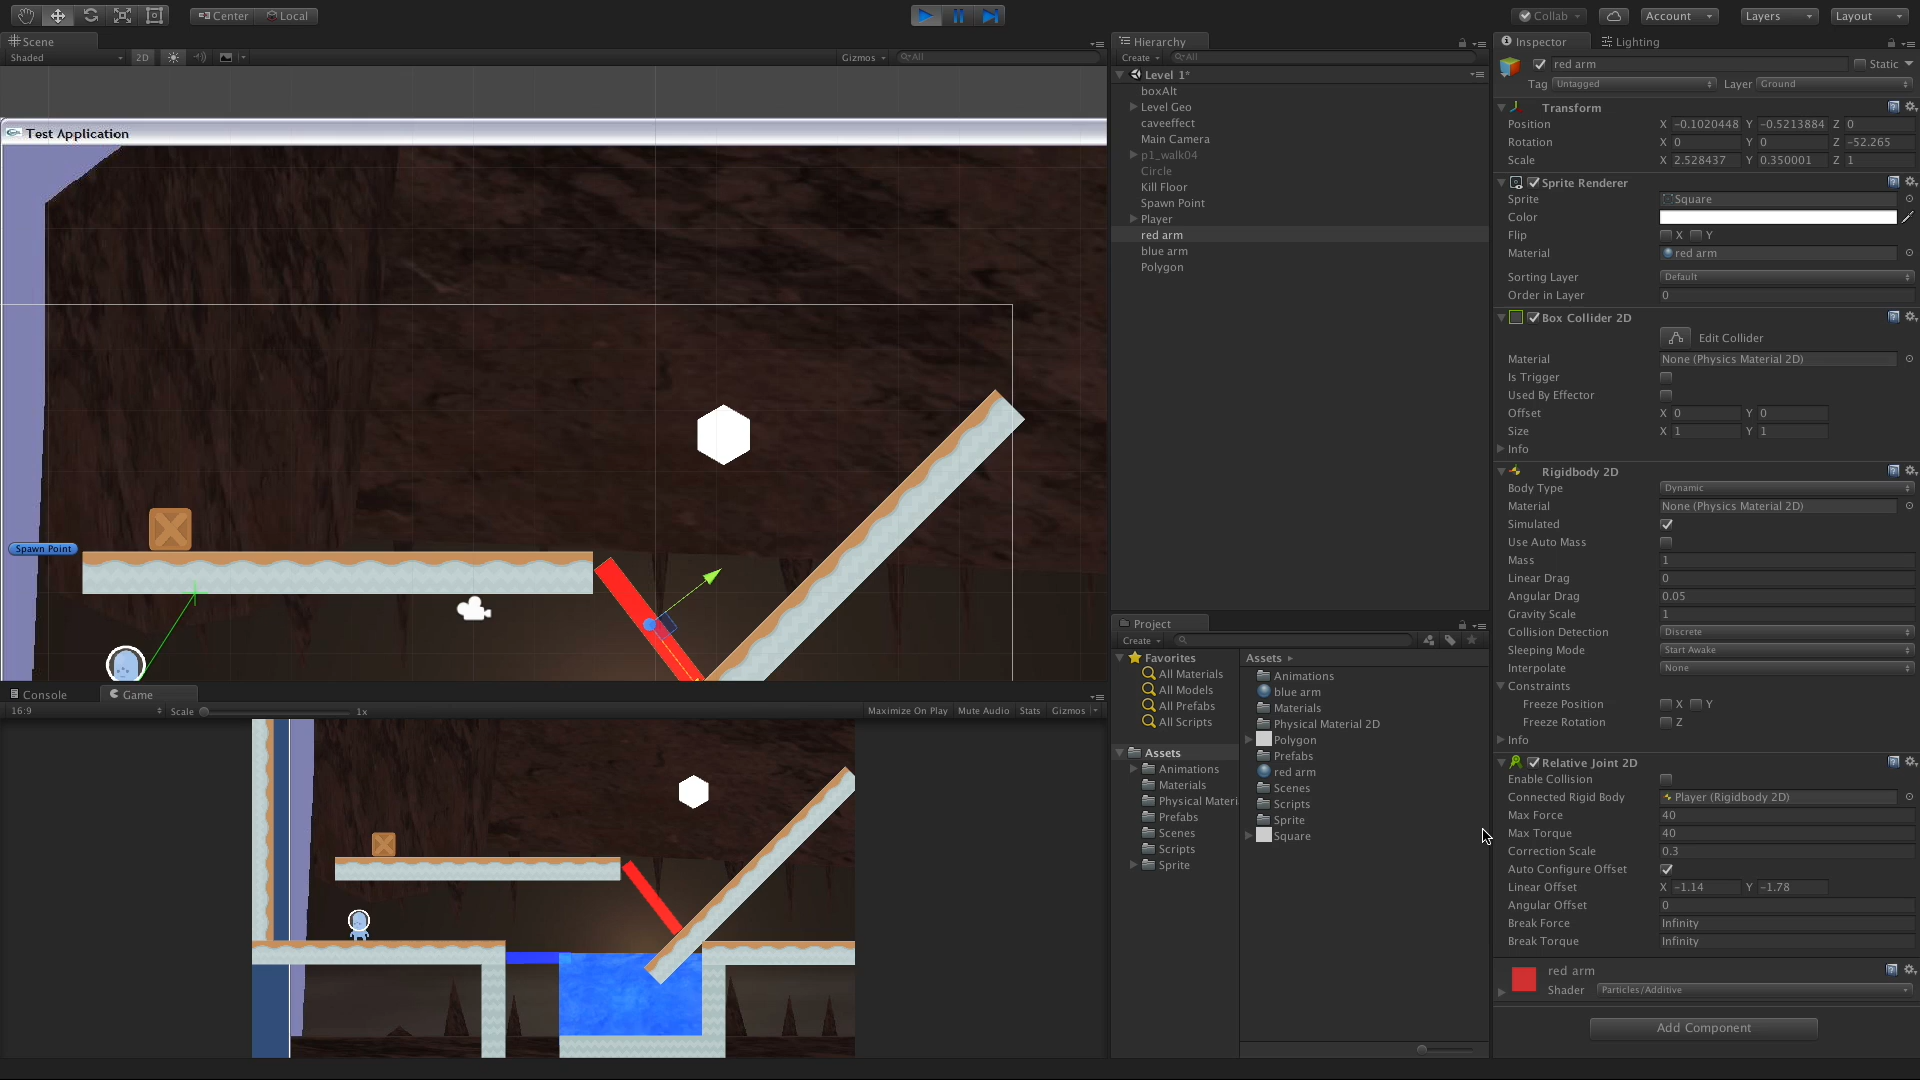 Center
Local
Collab
Account
Layers
Layout
Scene
Shaded
2D
Gizmos
All
Test Application
Spawn Point
Console
Game
16:9
Scale
1x
Maximize On Play
Mute Audio
Stats
Gizmos
Hierarchy
Create
All
Level 1*
boxAlt
Level Geo
caveeffect
Main Camera
p1_walk04
Circle
Kill Floor
Spawn Point
Player
red arm
blue arm
Polygon
Project
Create
Favorites
All Materials
All Models
All Prefabs
All Scripts
Assets
Animations
Materials
Physical Materi
Prefabs
Scenes
Scripts
Sprite
Assets
Animations
blue arm
Materials
Physical Material 2D
Polygon
Prefabs
red arm
Scenes
Scripts
Sprite
Square
Inspector
Lighting
red arm
Static
Tag Untagged
Layer Ground
Transform
Position X -0.1020448 Y -0.5213884 Z 0
Rotation X 0 Y 0 Z -52.265
Scale X 2.528437 Y 0.350001 Z 1
Sprite Renderer
Sprite Square
Color
Flip X Y
Material red arm
Sorting Layer Default
Order in Layer 0
Box Collider 2D
Edit Collider
Material None (Physics Material 2D)
Is Trigger
Used By Effector
Offset X 0 Y 0
Size X 1 Y 1
Info
Rigidbody 2D
Body Type Dynamic
Material None (Physics Material 2D)
Simulated
Use Auto Mass
Mass 1
Linear Drag 0
Angular Drag 0.05
Gravity Scale 1
Collision Detection Discrete
Sleeping Mode Start Awake
Interpolate None
Constraints
Freeze Position X Y
Freeze Rotation Z
Info
Relative Joint 2D
Enable Collision
Connected Rigid Body Player (Rigidbody 2D)
Max Force 40
Max Torque 40
Correction Scale 0.3
Auto Configure Offset
Linear Offset X -1.14 Y -1.78
Angular Offset 0
Break Force Infinity
Break Torque Infinity
red arm
Shader Particles/Additive
Add Component